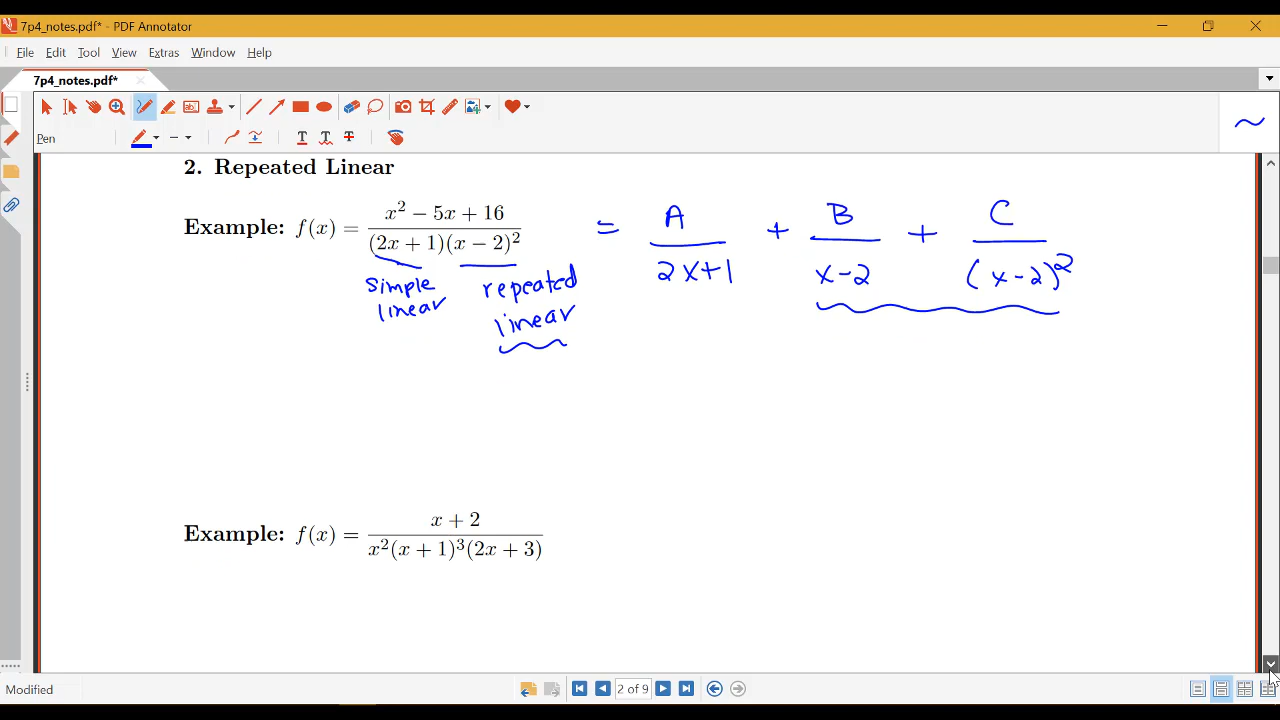 7p4_notes.pdf* - PDF Annotator
File Edit Tool View Extras Window Help
7p4_notes.pdf*
Pen
2. Repeated Linear
Example: f(x) = (x² − 5x + 16) / ((2x + 1)(x − 2)²) = A/(2x+1) + B/(x-2) + C/(x-2)²
simple linear
repeated linear
Example: f(x) = (x + 2) / (x²(x + 1)³(2x + 3))
Modified
2 of 9